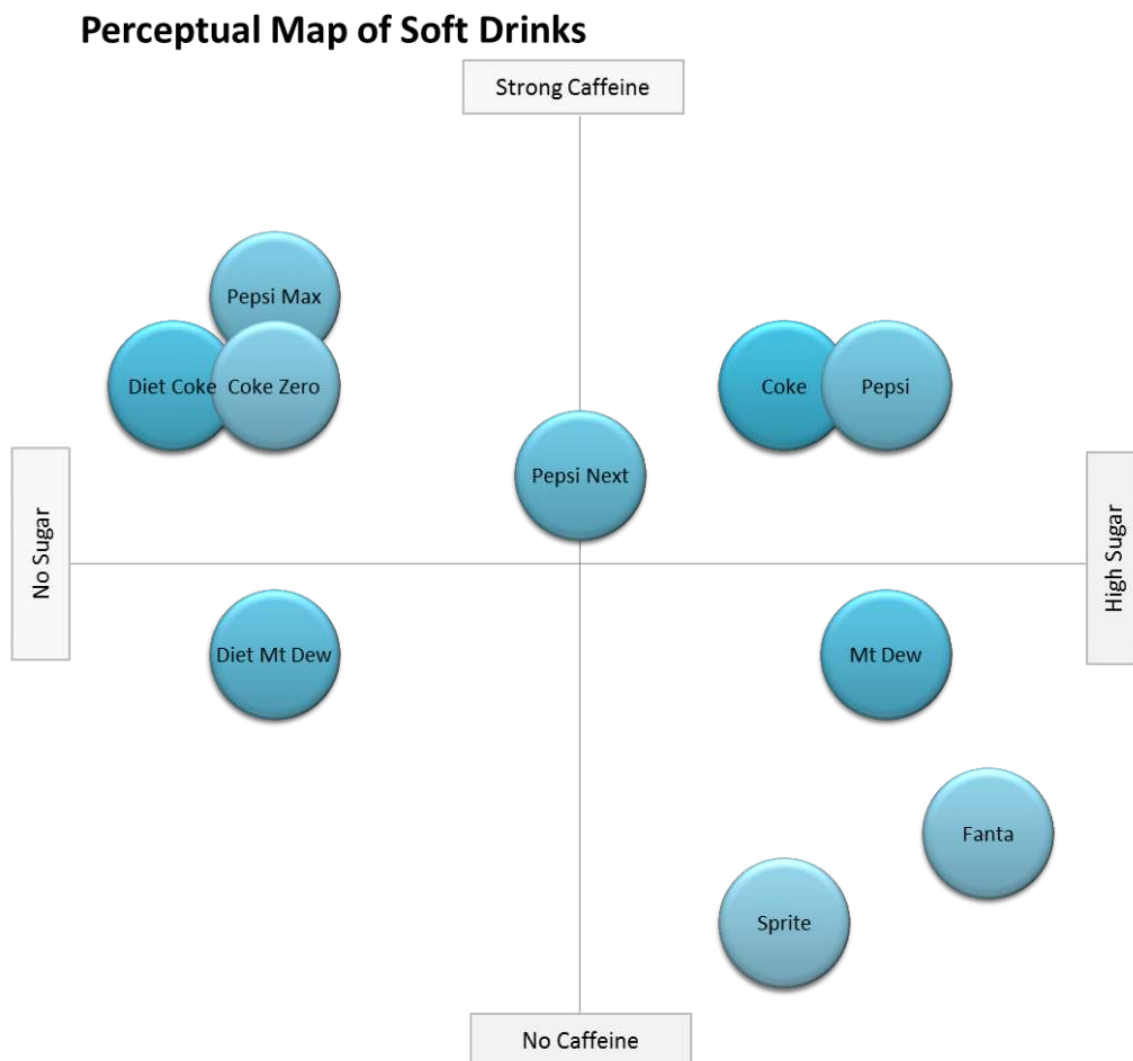 Perceptual Map of Soft Drinks
Strong Caffeine
Pepsi Max
Diet Coke
Coke Zero
Coke
Pepsi
Pepsi Next
No Sugar
High Sugar
Diet Mt Dew
Mt Dew
Fanta
Sprite
No Caffeine